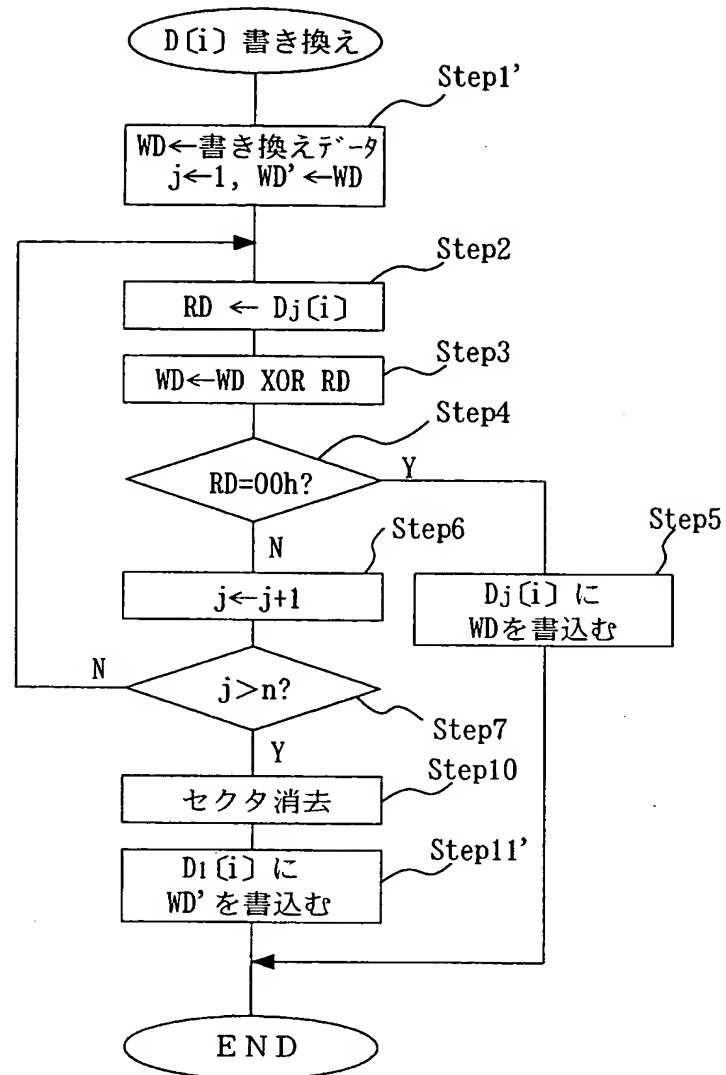 D〔i〕書き換え
Step1'
WD←書き換えデータ
j←1, WD'←WD
Step2
RD ← Dj〔i〕
Step3
WD←WD XOR RD
Step4
RD=00h?
Y
N
Step5
Dj〔i〕に
WDを書込む
Step6
j←j+1
N
j>n?
Step7
Y
Step10
セクタ消去
Step11'
D1〔i〕に
WD'を書込む
END